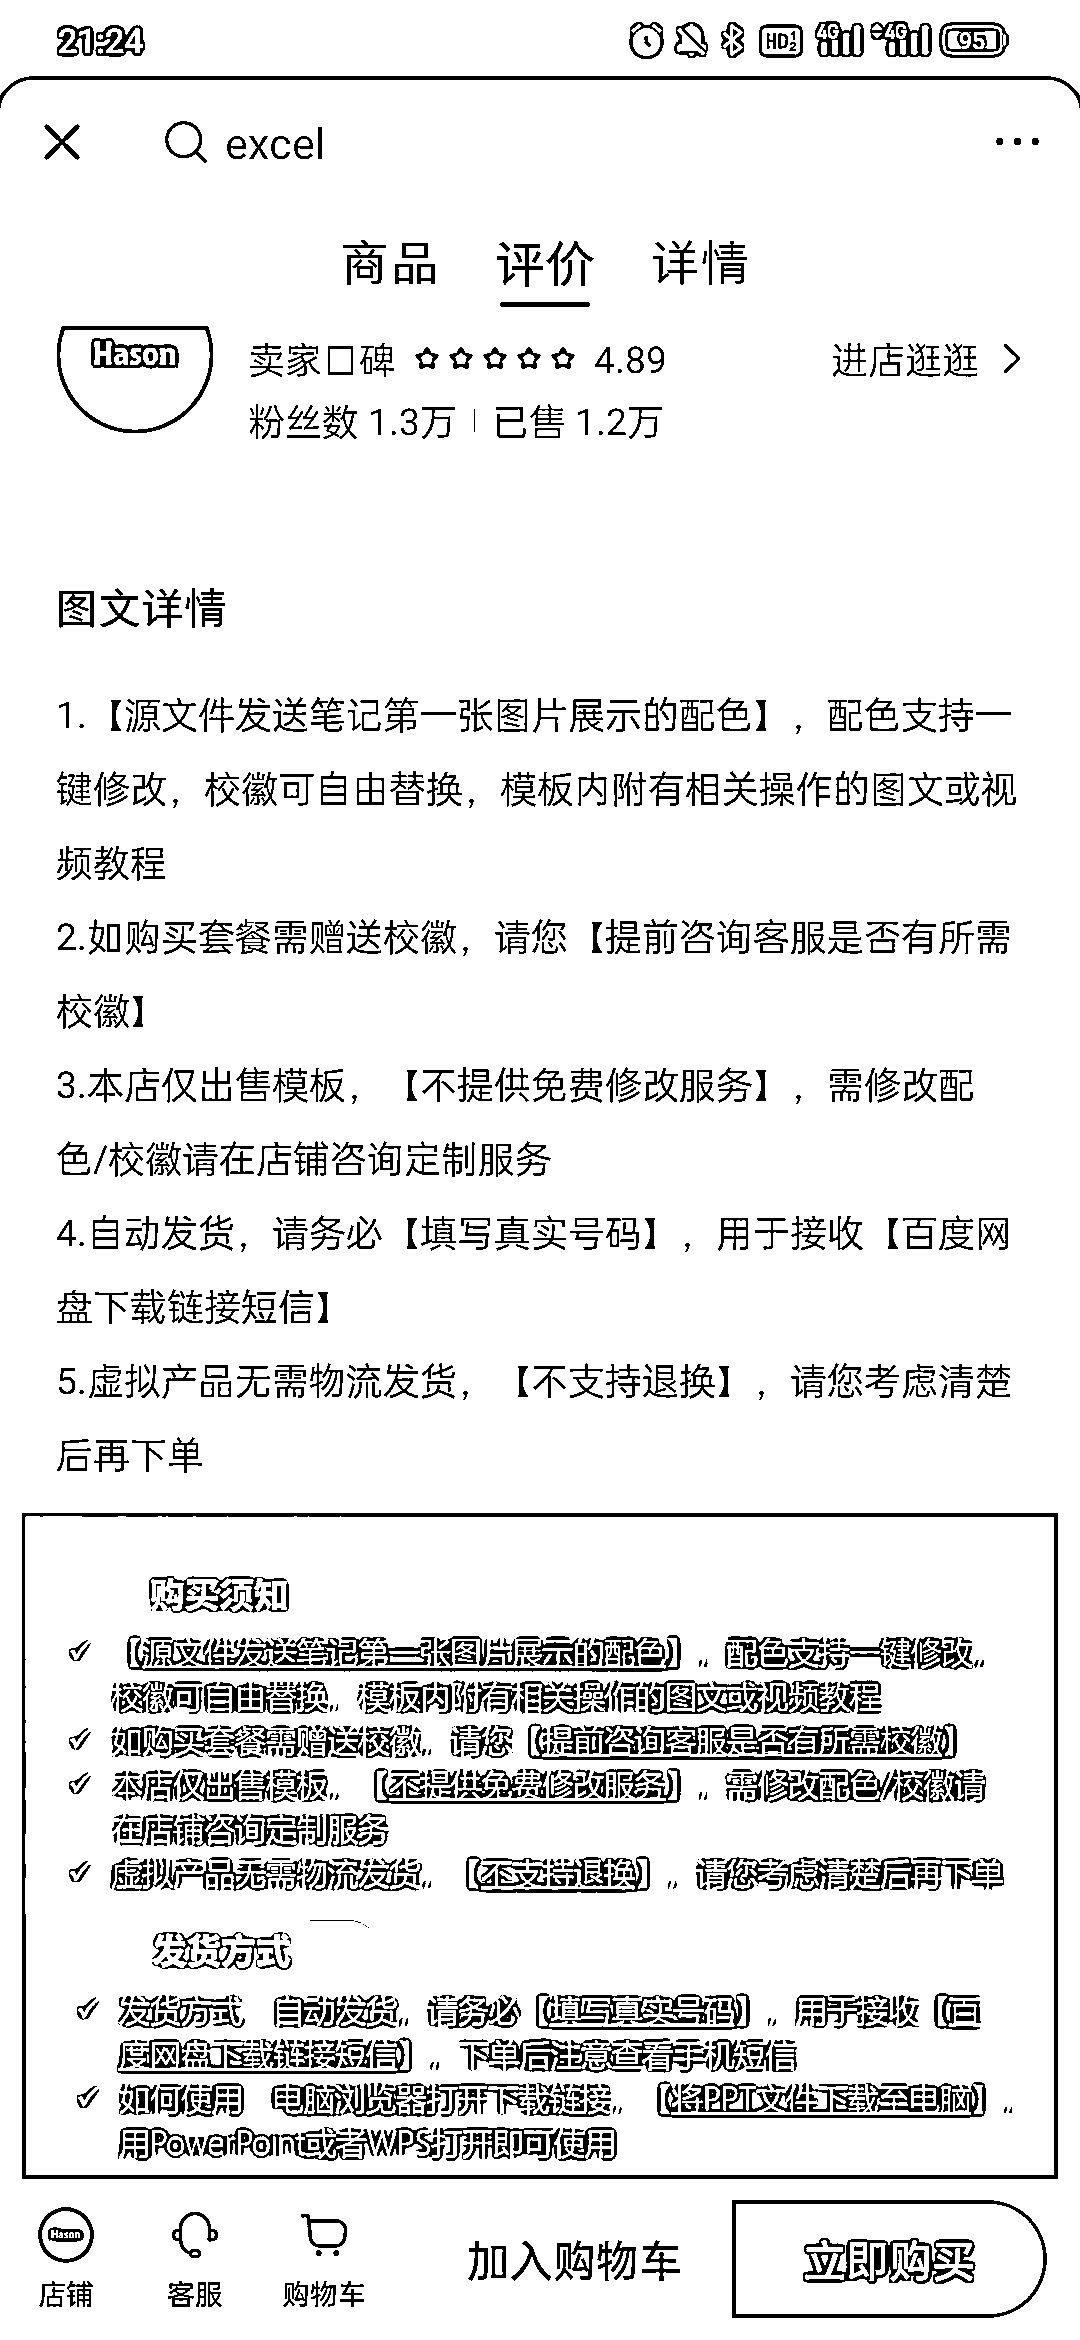 21:24
HD 1 2 4G 4G 95
excel
商品 评价 详情
Hason 卖家口碑 4.89 进店逛逛
粉丝数 1.3万 | 已售 1.2万
图文详情
1.【源文件发送笔记第一张图片展示的配色】，配色支持一
键修改，校徽可自由替换，模板内附有相关操作的图文或视
频教程
2.如购买套餐需赠送校徽，请您【提前咨询客服是否有所需
校徽】
3.本店仅出售模板，【不提供免费修改服务】，需修改配
色/校徽请在店铺咨询定制服务
4.自动发货，请务必【填写真实号码】，用于接收【百度网
盘下载链接短信】
5.虚拟产品无需物流发货，【不支持退换】，请您考虑清楚
后再下单
购买须知
【源文件发送笔记第一张图片展示的配色】，配色支持一键修改，
校徽可自由替换，模板内附有相关操作的图文或视频教程
如购买套餐需赠送校徽，请您【提前咨询客服是否有所需校徽】
本店仅出售模板，【不提供免费修改服务】，需修改配色/校徽请
在店铺咨询定制服务
虚拟产品无需物流发货，【不支持退换】，请您考虑清楚后再下单
发货方式
发货方式 自动发货，请务必【填写真实号码】，用于接收【百
度网盘下载链接短信】，下单后注意查看手机短信
如何使用 电脑浏览器打开下载链接，【将PPT文件下载至电脑】，
用PowerPoint或者WPS打开即可使用
Hason
店铺 客服 购物车 加入购物车 立即购买